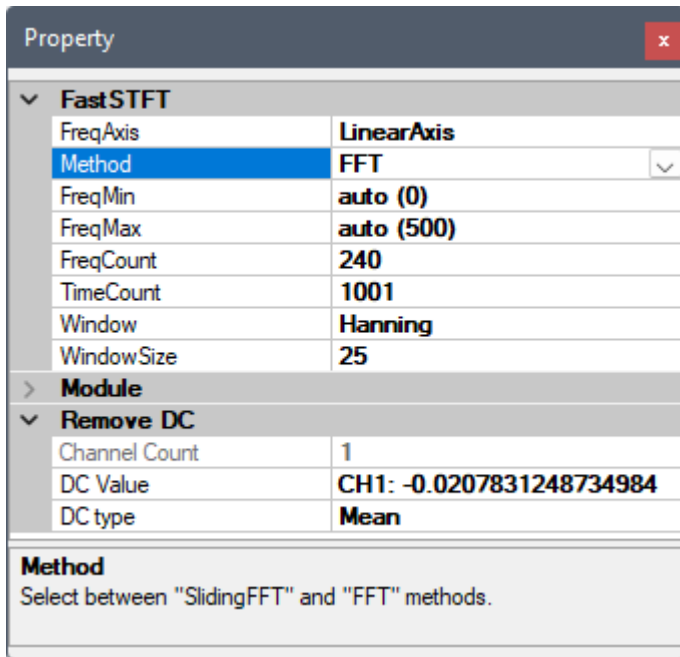 Property
x
FastSTFT
FreqAxis LinearAxis
Method FFT
FreqMin auto (0)
FreqMax auto (500)
FreqCount 240
TimeCount 1001
Window Hanning
WindowSize 25
Module
Remove DC
Channel Count 1
DC Value CH1: -0.0207831248734984
DC type Mean
Method
Select between "SlidingFFT" and "FFT" methods.